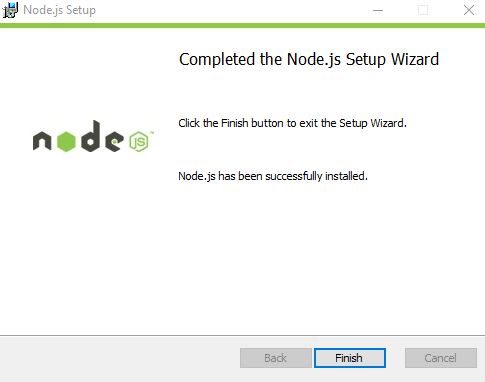 Node.js Setup
Completed the Node.js Setup Wizard
Click the Finish button to exit the Setup Wizard.
node JS ™
Node.js has been successfully installed.
Back Finish Cancel